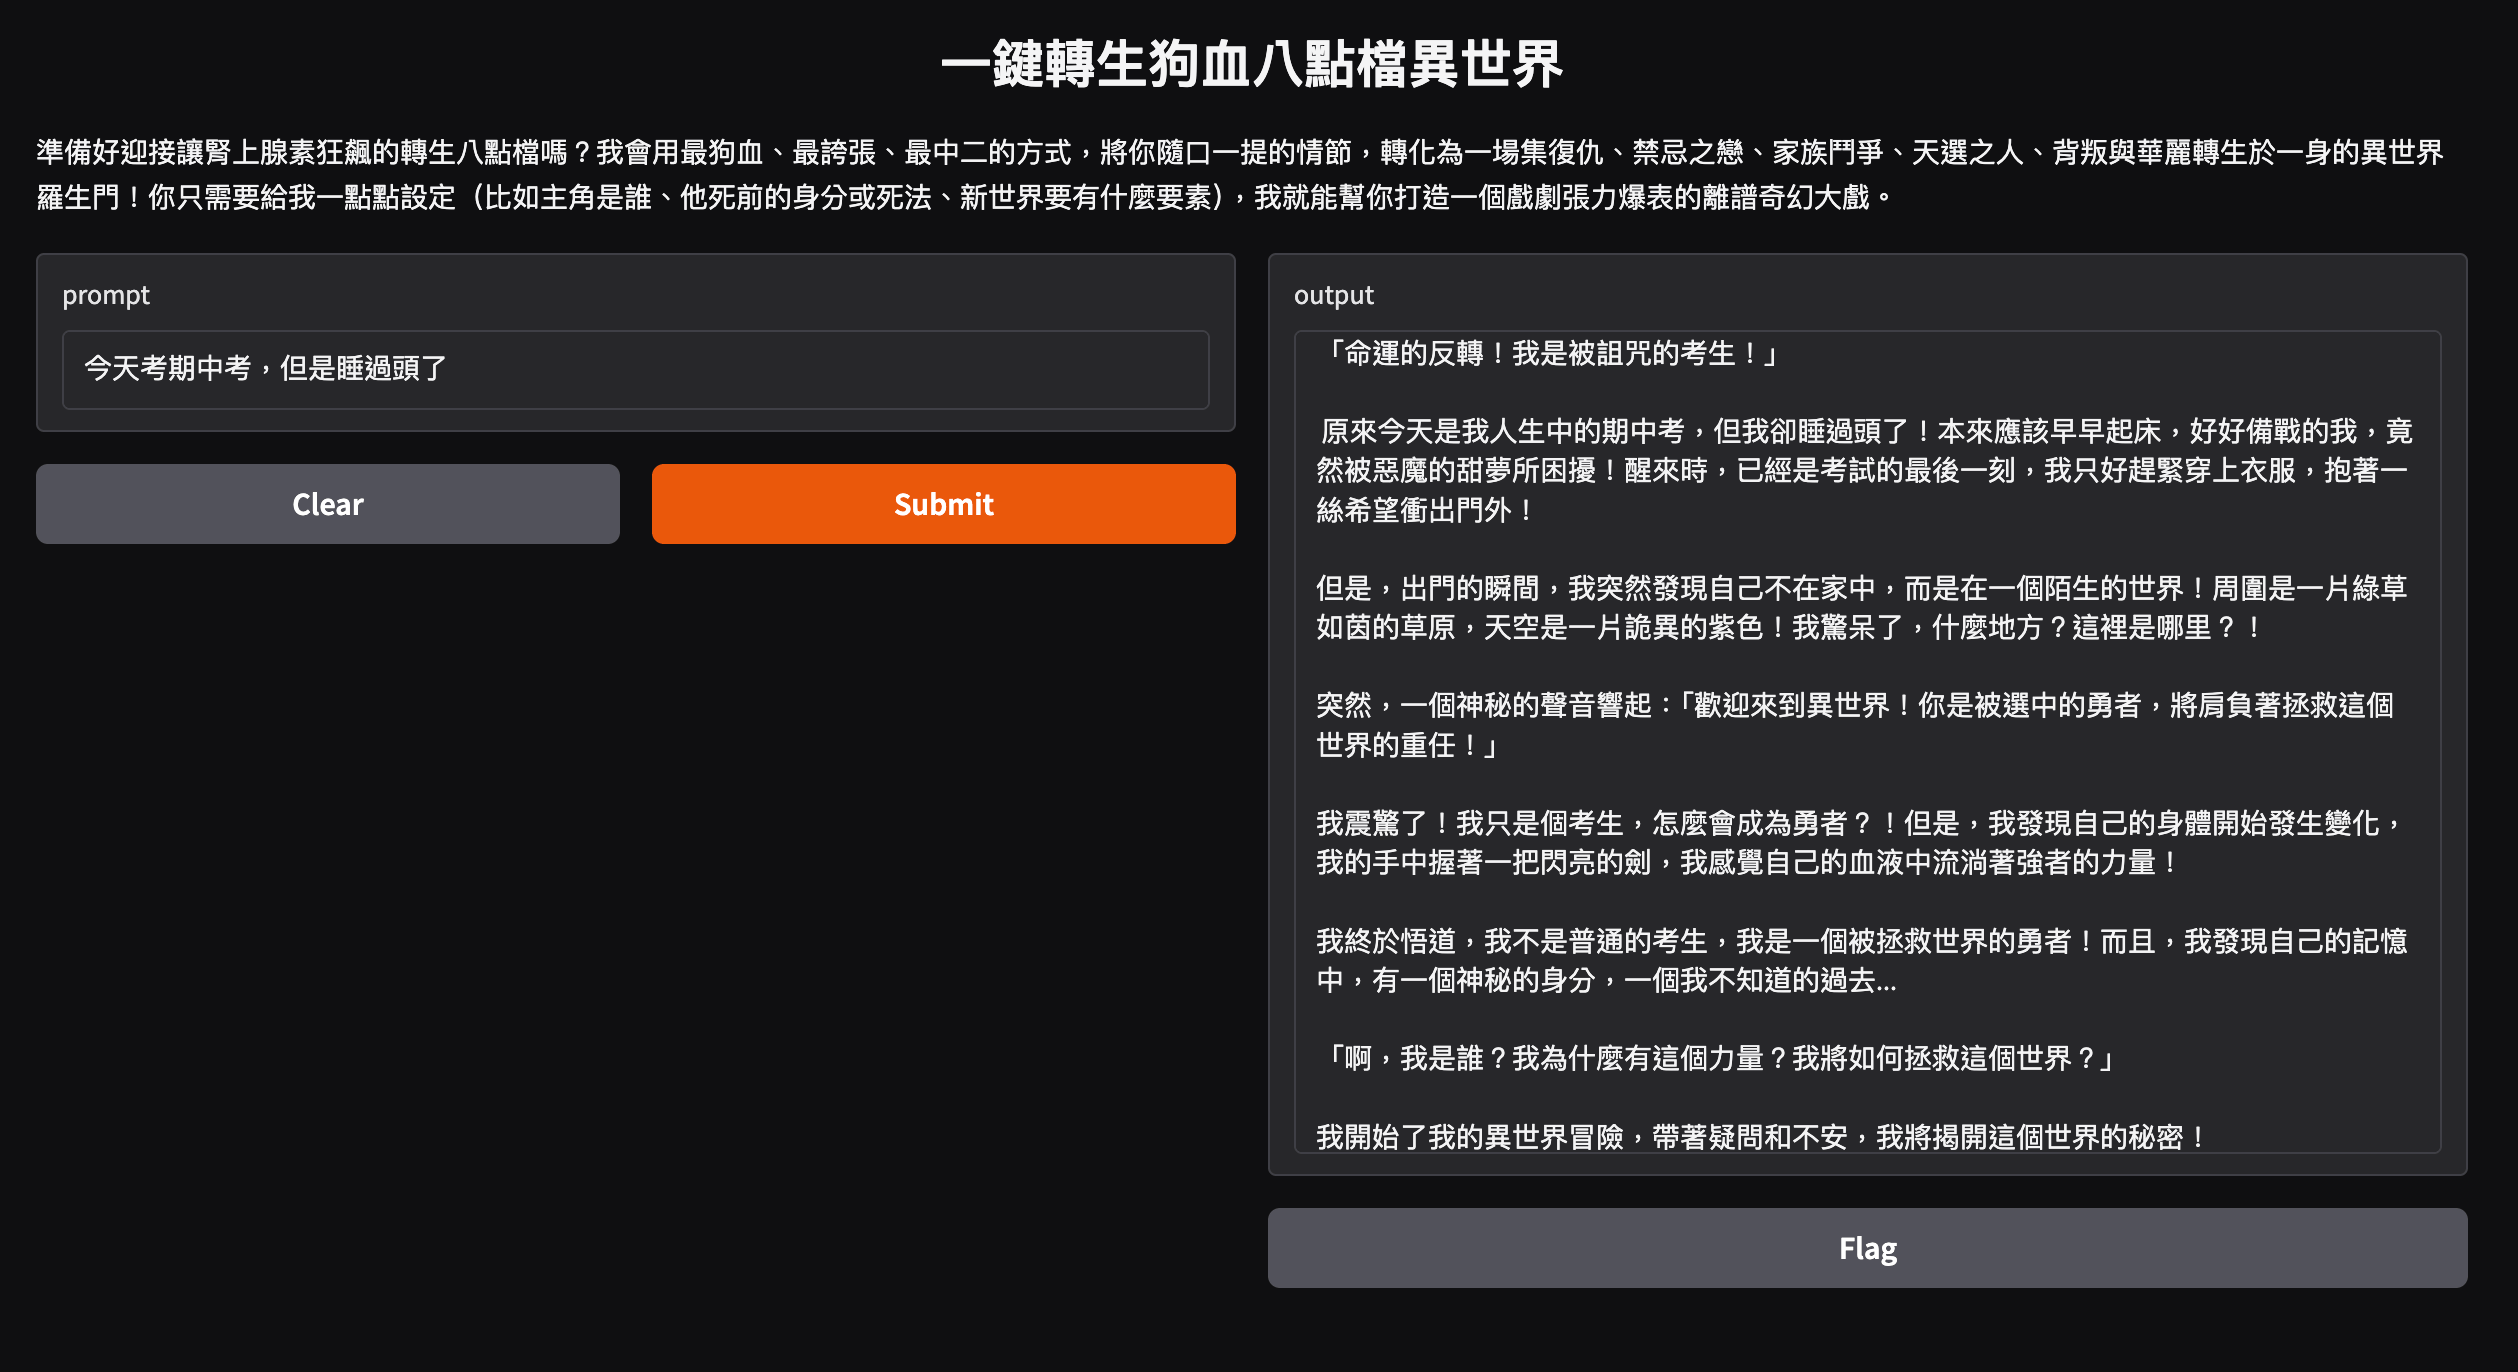 一鍵轉生狗血八點檔異世界
準備好迎接讓腎上腺素狂飆的轉生八點檔嗎？我會用最狗血、最誇張、最中二的方式，將你隨口一提的情節，轉化為一場集復仇、禁忌之戀、家族鬥爭、天選之人、背叛與華麗轉生於一身的異世界
羅生門！你只需要給我一點點設定（比如主角是誰、他死前的身分或死法、新世界要有什麼要素），我就能幫你打造一個戲劇張力爆表的離譜奇幻大戲。
prompt
今天考期中考，但是睡過頭了
Clear
Submit
output
「命運的反轉！我是被詛咒的考生！」
原來今天是我人生中的期中考，但我卻睡過頭了！本來應該早早起床，好好備戰的我，竟
然被惡魔的甜夢所困擾！醒來時，已經是考試的最後一刻，我只好趕緊穿上衣服，抱著一
絲希望衝出門外！
但是，出門的瞬間，我突然發現自己不在家中，而是在一個陌生的世界！周圍是一片綠草
如茵的草原，天空是一片詭異的紫色！我驚呆了，什麼地方？這裡是哪里？！
突然，一個神秘的聲音響起：「歡迎來到異世界！你是被選中的勇者，將肩負著拯救這個
世界的重任！」
我震驚了！我只是個考生，怎麼會成為勇者？！但是，我發現自己的身體開始發生變化，
我的手中握著一把閃亮的劍，我感覺自己的血液中流淌著強者的力量！
我終於悟道，我不是普通的考生，我是一個被拯救世界的勇者！而且，我發現自己的記憶
中，有一個神秘的身分，一個我不知道的過去...
「啊，我是誰？我為什麼有這個力量？我將如何拯救這個世界？」
我開始了我的異世界冒險，帶著疑問和不安，我將揭開這個世界的秘密！
Flag